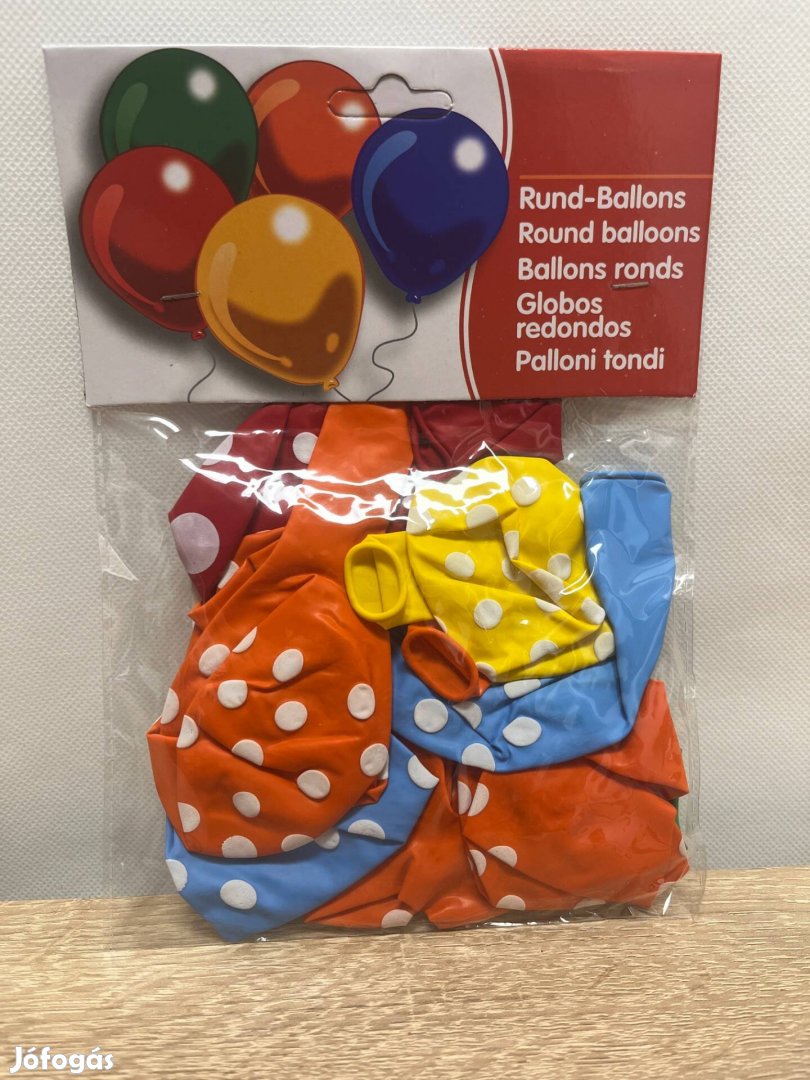 Rund-Ballons
Round balloons
Ballons ronds
Globos
redondos
Palloni tondi
Jófogás